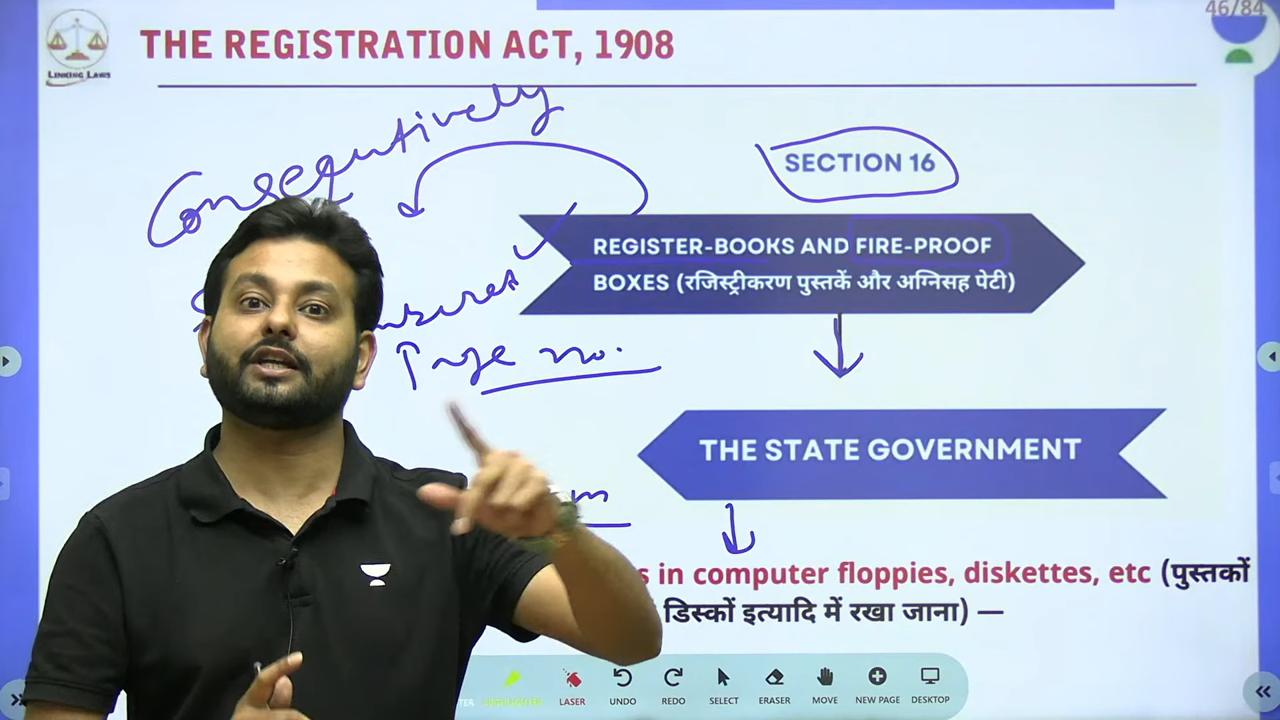 46/84
LINKING LAWS
THE REGISTRATION ACT, 1908
Consequtively
SECTION 16
REGISTER-BOOKS AND FIRE-PROOF
BOXES (रजिस्ट्रीकरण पुस्तकें और अग्निसह पेटी)
Page no.
THE STATE GOVERNMENT
s in computer floppies, diskettes, etc (पुस्तकों
डिस्कों इत्यादि में रखा जाना) —
LASER
UNDO
REDO
SELECT
ERASER
MOVE
NEW PAGE
DESKTOP